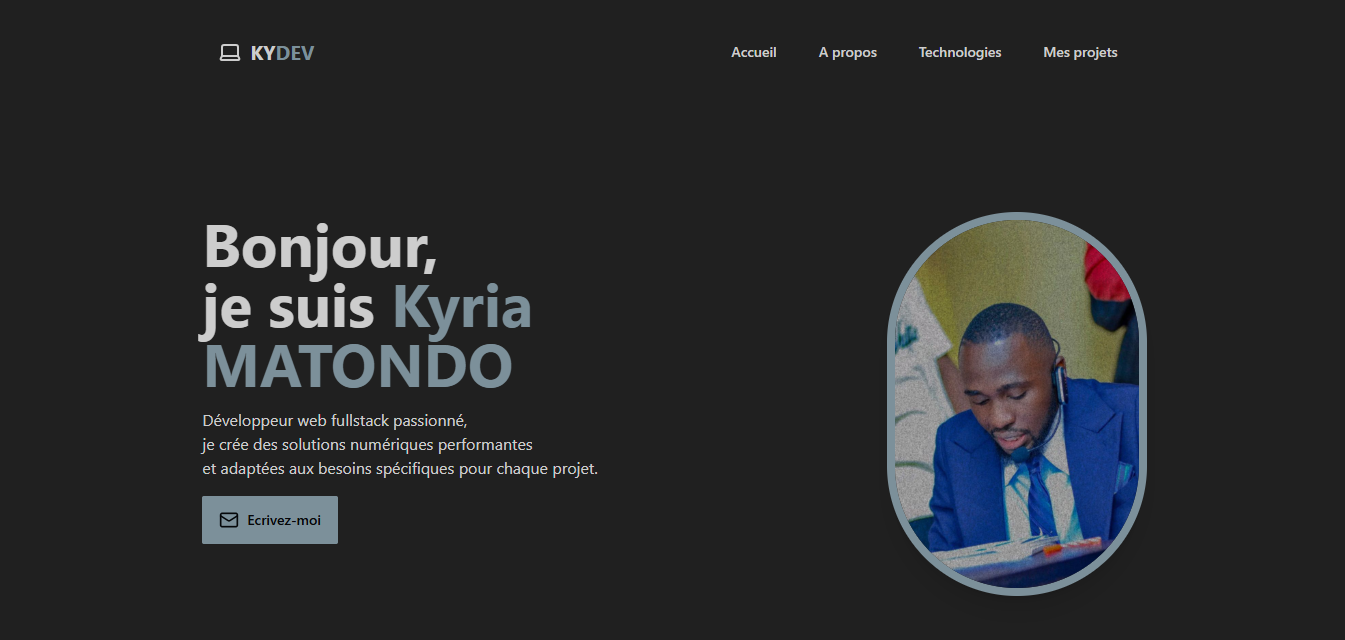 KYDEV
Accueil
A propos
Technologies
Mes projets
Bonjour,
je suis Kyria
MATONDO
Développeur web fullstack passionné,
je crée des solutions numériques performantes
et adaptées aux besoins spécifiques pour chaque projet.
Ecrivez-moi